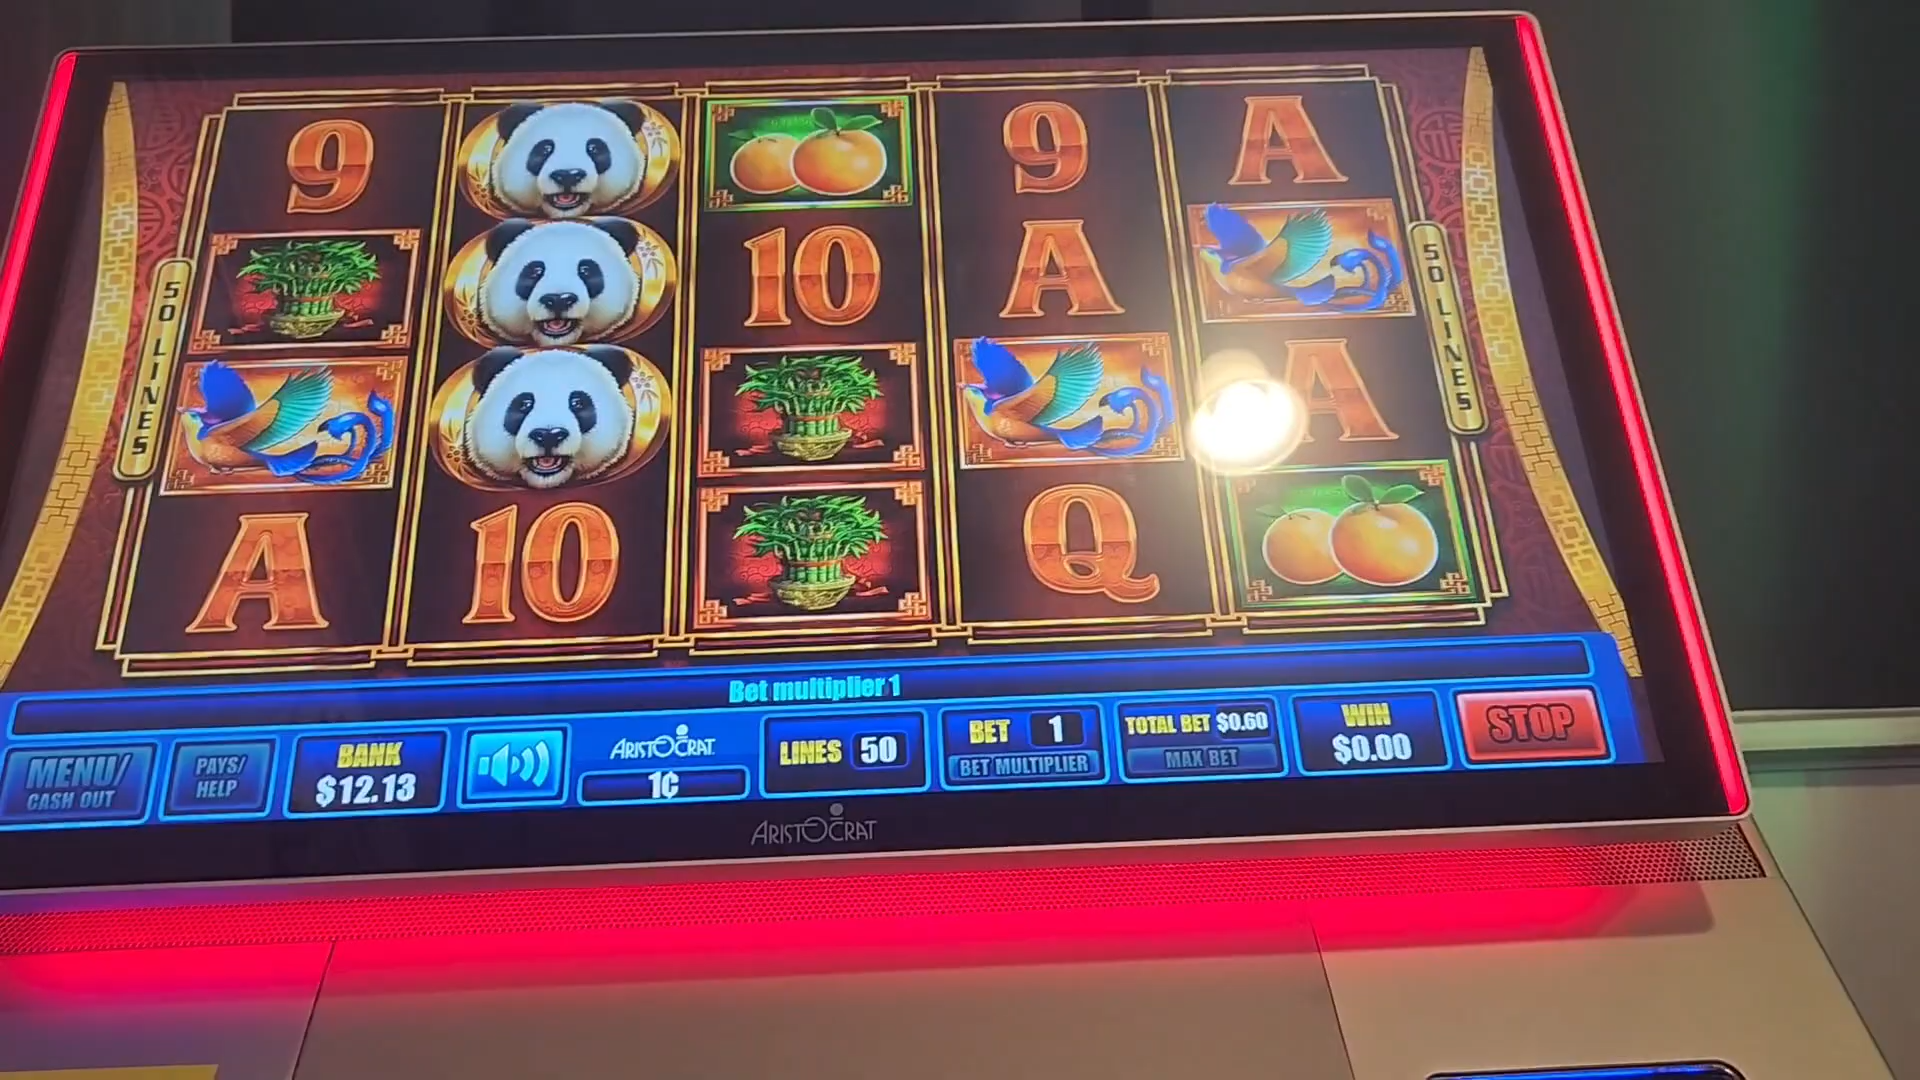 9
9
A
10
A
A
A
10
Q
50 LINES
50 LINES
Bet multiplier 1
MENU/
CASH OUT
PAYS/
HELP
BANK
$12.13
ARISTOCRAT
1¢
LINES 50
BET 1
BET MULTIPLIER
TOTAL BET $0.60
MAX BET
WIN
$0.00
STOP
ARISTOCRAT